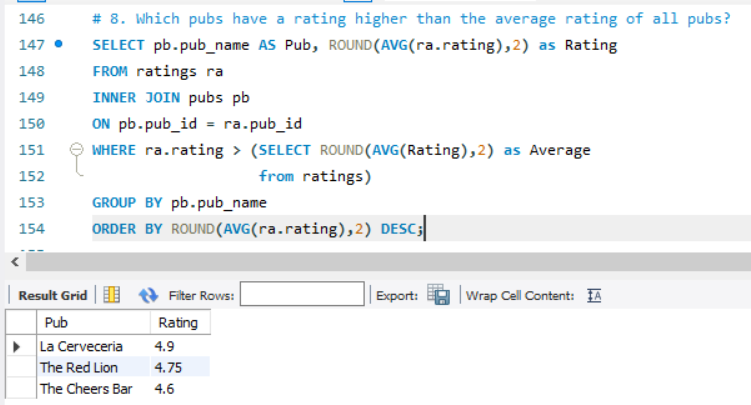 146 # 8. Which pubs have a rating higher than the average rating of all pubs?
147 SELECT pb.pub_name AS Pub, ROUND(AVG(ra.rating),2) as Rating
148 FROM ratings ra
149 INNER JOIN pubs pb
150 ON pb.pub_id = ra.pub_id
151 WHERE ra.rating > (SELECT ROUND(AVG(Rating),2) as Average
152 from ratings)
153 GROUP BY pb.pub_name
154 ORDER BY ROUND(AVG(ra.rating),2) DESC;
Result Grid Filter Rows: Export: Wrap Cell Content: IA
Pub Rating
La Cerveceria 4.9
The Red Lion 4.75
The Cheers Bar 4.6